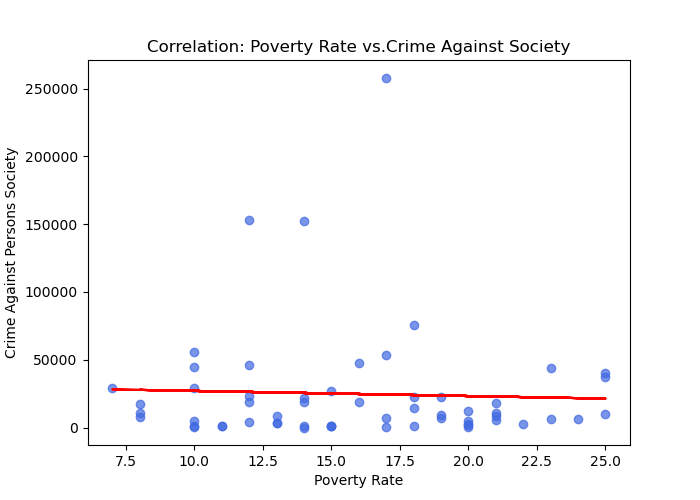 Correlation: Poverty Rate vs.Crime Against Society
Crime Against Persons Society
250000
200000
150000
100000
50000
0
7.5 10.0 12.5 15.0 17.5 20.0 22.5 25.0
Poverty Rate